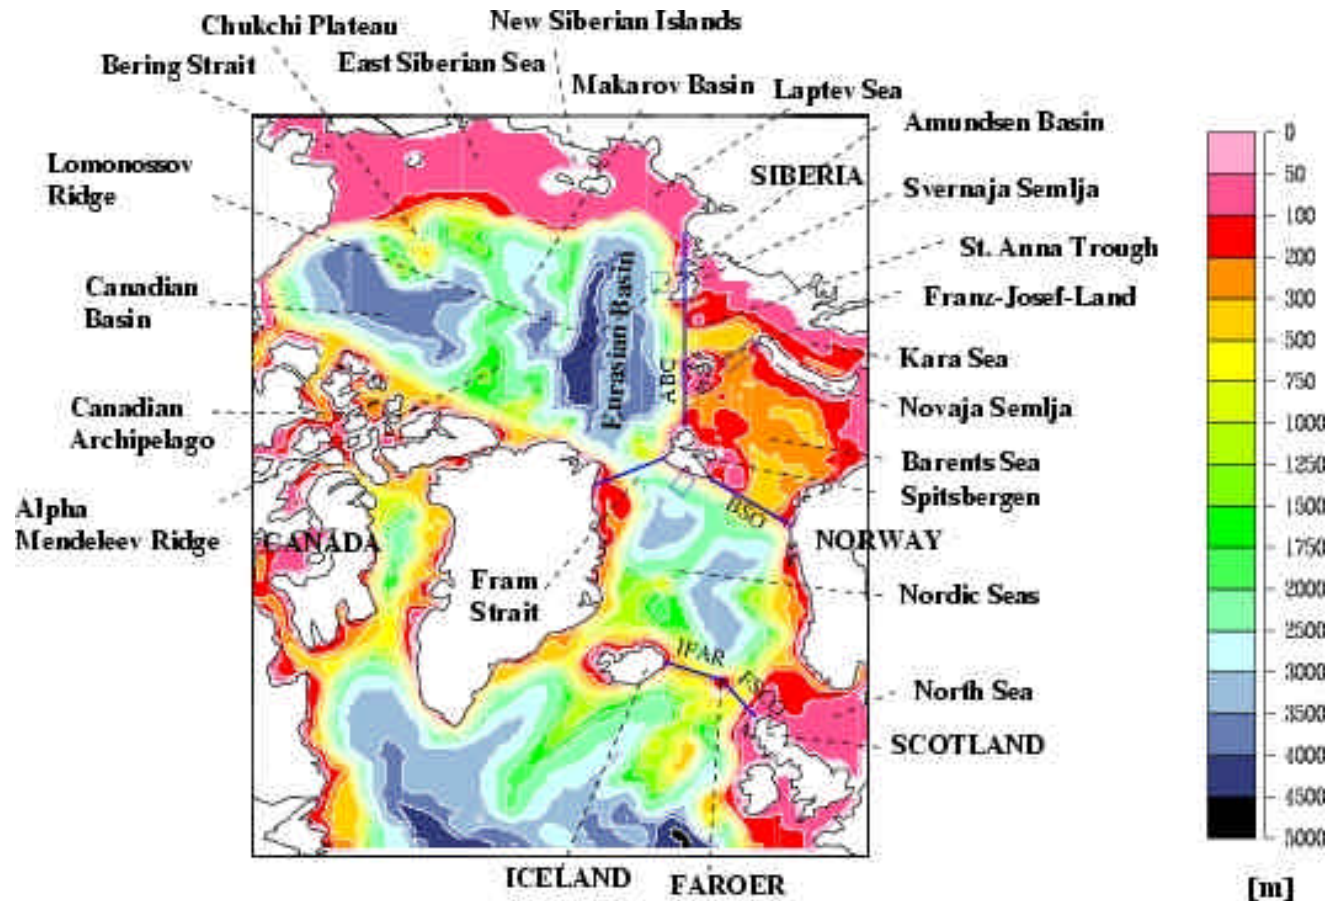 New Siberian Islands
Chukchi Plateau
East Siberian Sea
Bering Strait
Makarov Basin
Laptev Sea
Amundsen Basin
Lomonossov
Ridge
SIBERIA
Svernaja Semlja
St. Anna Trough
Franz-Josef-Land
Canadian
Basin
Eurasian Basin
ABC
Kara Sea
Canadian
Archipelago
Novaja Semlja
Barents Sea
Spitsbergen
Alpha
Mendeleev Ridge
CANADA
BSO
NORWAY
Fram
Strait
Nordic Seas
IFAR
North Sea
SCOTLAND
ICELAND
FAROER
0
50
100
200
300
500
750
1000
1250
1500
1750
2000
2500
3000
3500
4000
4500
5000
[m]